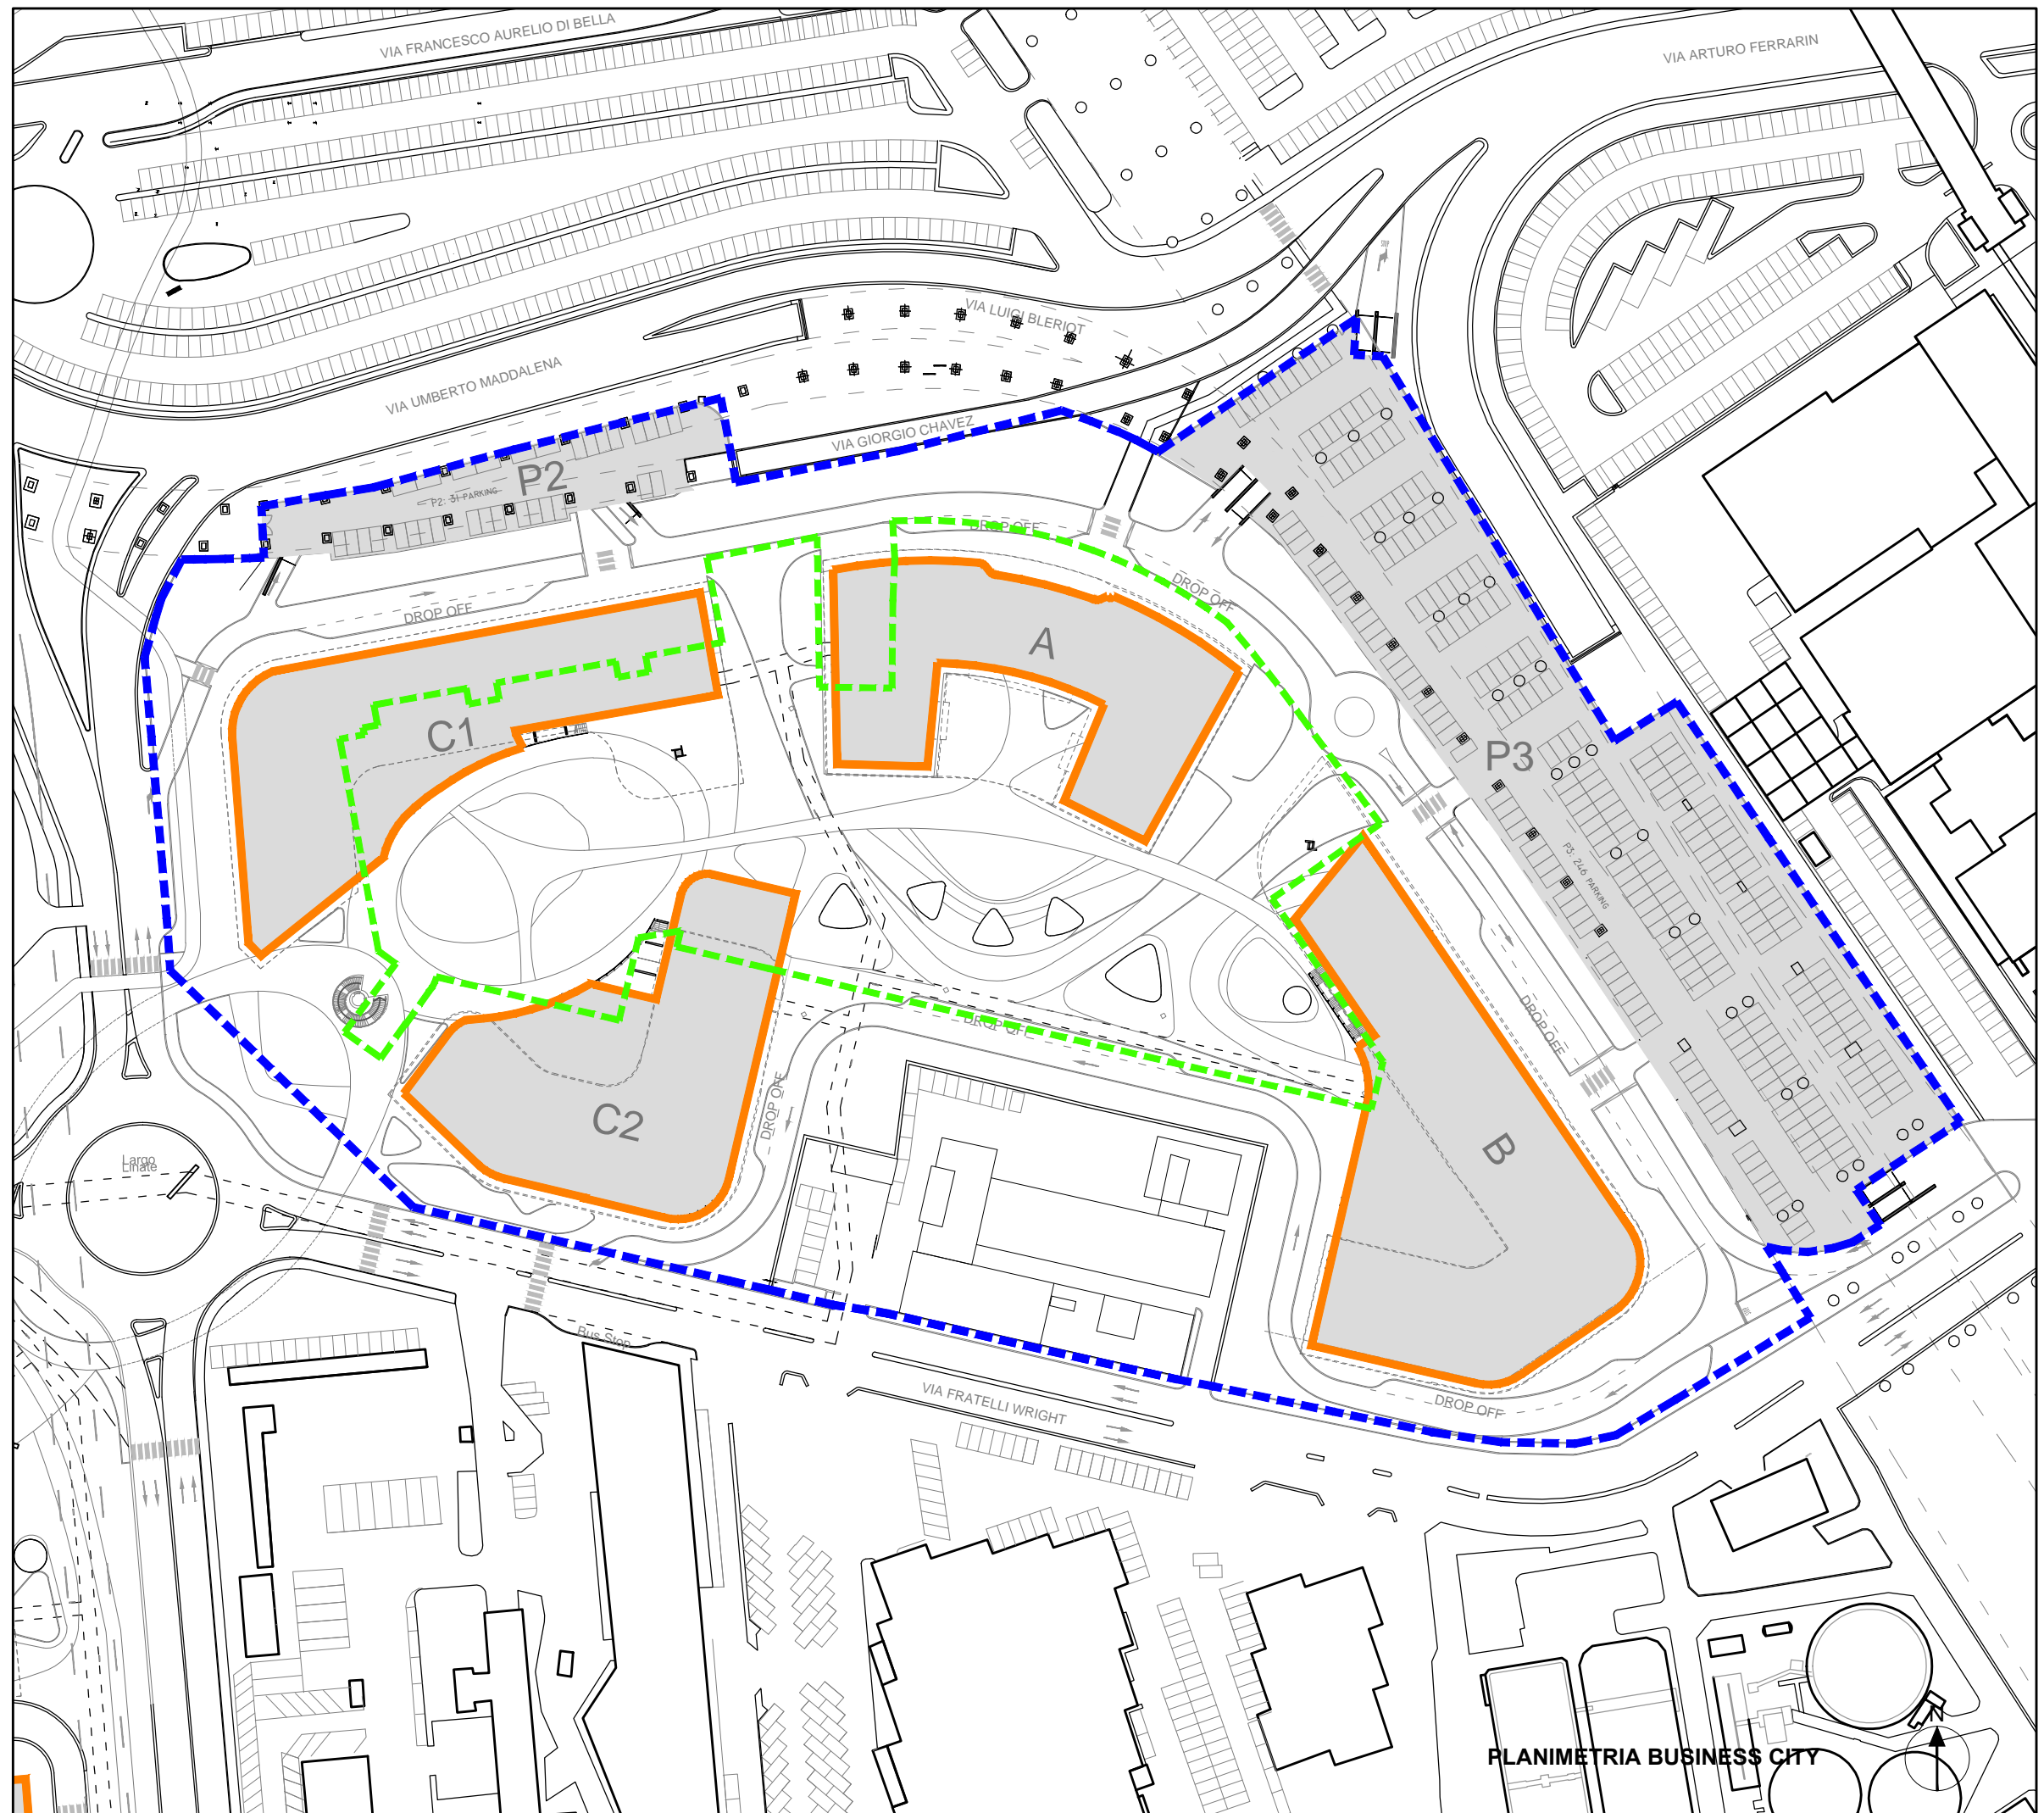 VIA FRANCESCO AURELIO DI BELLA
VIA ARTURO FERRARIN
VIA LUIGI BLERIOT
VIA UMBERTO MADDALENA
VIA GIORGIO CHAVEZ
P2
P2: 31 PARKING
DROP OFF
DROP OFF
DROP OFF
A
C1
P3
P3: 246 PARKING
DROP OFF
DROP OFF
C2
DROP OFF
B
Largo
Linate
Bus Stop
VIA FRATELLI WRIGHT
DROP OFF
N
PLANIMETRIA BUSINESS CITY